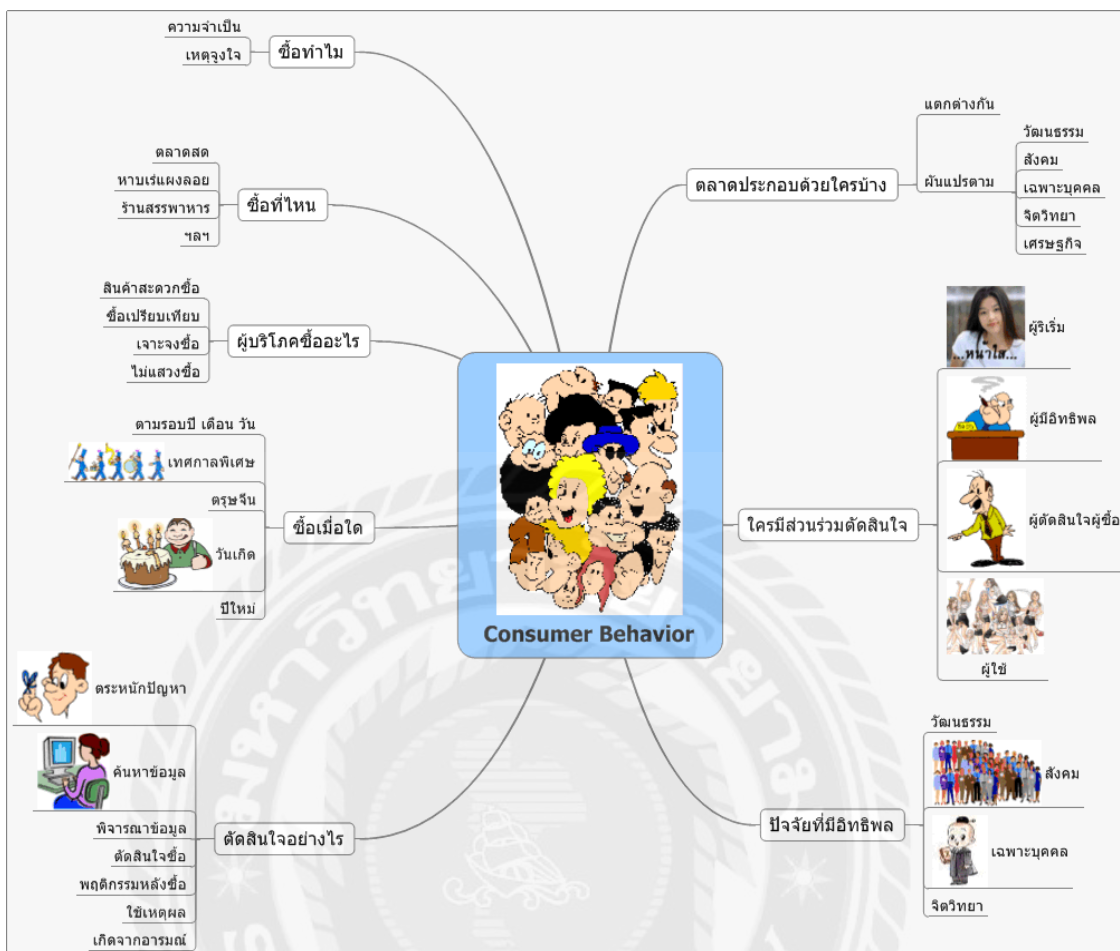 ความจำเป็น
เหตุจูงใจ
ซื้อทำไม
ตลาดสด
หาบเร่แผงลอย
ร้านสรรพาหาร
ฯลฯ
ซื้อที่ไหน
สินค้าสะดวกซื้อ
ซื้อเปรียบเทียบ
เจาะจงซื้อ
ไม่แสวงซื้อ
ผู้บริโภคซื้ออะไร
ตามรอบปี เดือน วัน
เทศกาลพิเศษ
ตรุษจีน
วันเกิด
ปีใหม่
ซื้อเมื่อใด
ตระหนักปัญหา
ค้นหาข้อมูล
พิจารณาข้อมูล
ตัดสินใจซื้อ
พฤติกรรมหลังซื้อ
ใช้เหตุผล
เกิดจากอารมณ์
ตัดสินใจอย่างไร
Consumer Behavior
ตลาดประกอบด้วยใครบ้าง
แตกต่างกัน
ผันแปรตาม
วัฒนธรรม
สังคม
เฉพาะบุคคล
จิตวิทยา
เศรษฐกิจ
ใครมีส่วนร่วมตัดสินใจ
...หน้าใส...
ผู้ริเริ่ม
ผู้มีอิทธิพล
ผู้ตัดสินใจผู้ซื้อ
ผู้ใช้
ปัจจัยที่มีอิทธิพล
วัฒนธรรม
สังคม
เฉพาะบุคคล
จิตวิทยา